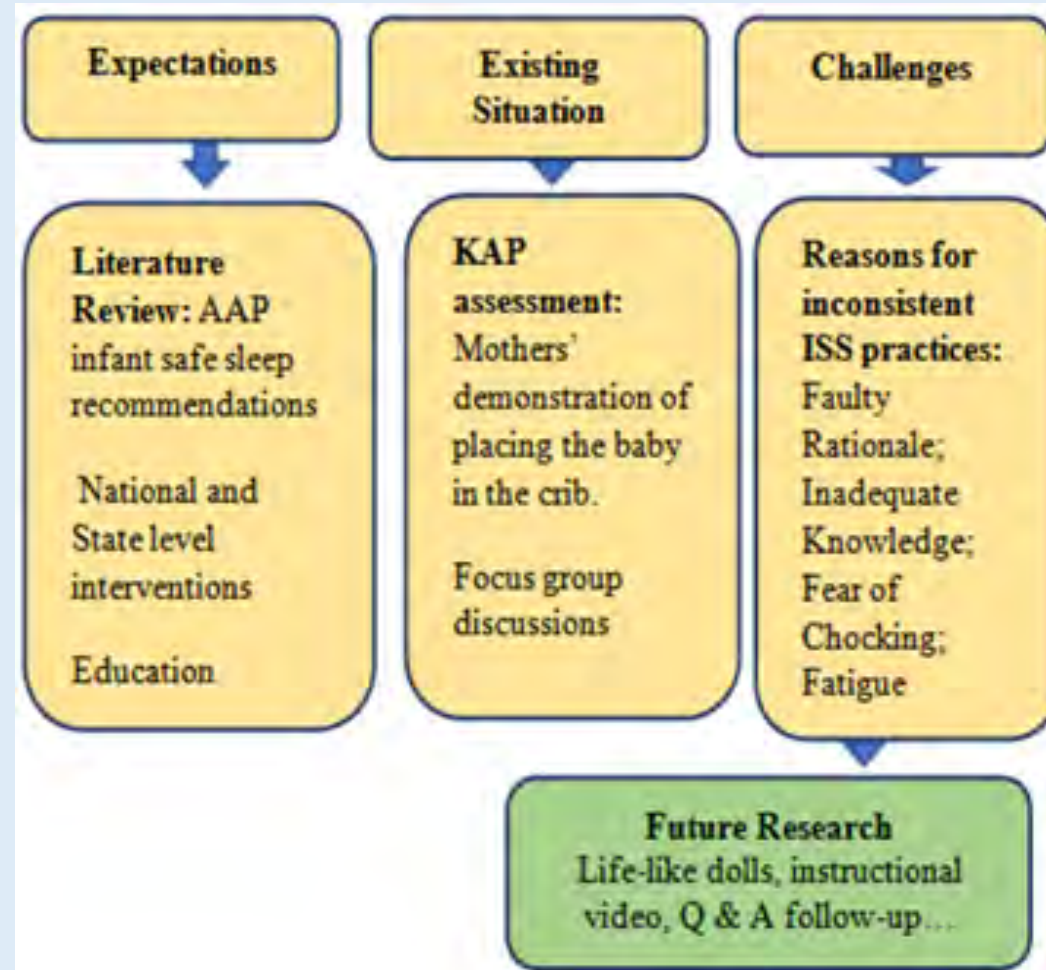 Expectations
Literature
Review: AAP
infant safe sleep
recommendations
National and
State level
interventions
Education
Existing
Situation
KAP
assessment:
Mothers’
demonstration of
placing the baby
in the crib.
Focus group
discussions
Challenges
Reasons for
inconsistent
ISS practices:
Faulty
Rationale;
Inadequate
Knowledge;
Fear of
Chocking;
Fatigue
Future Research
Life-like dolls, instructional
video, Q & A follow-up…